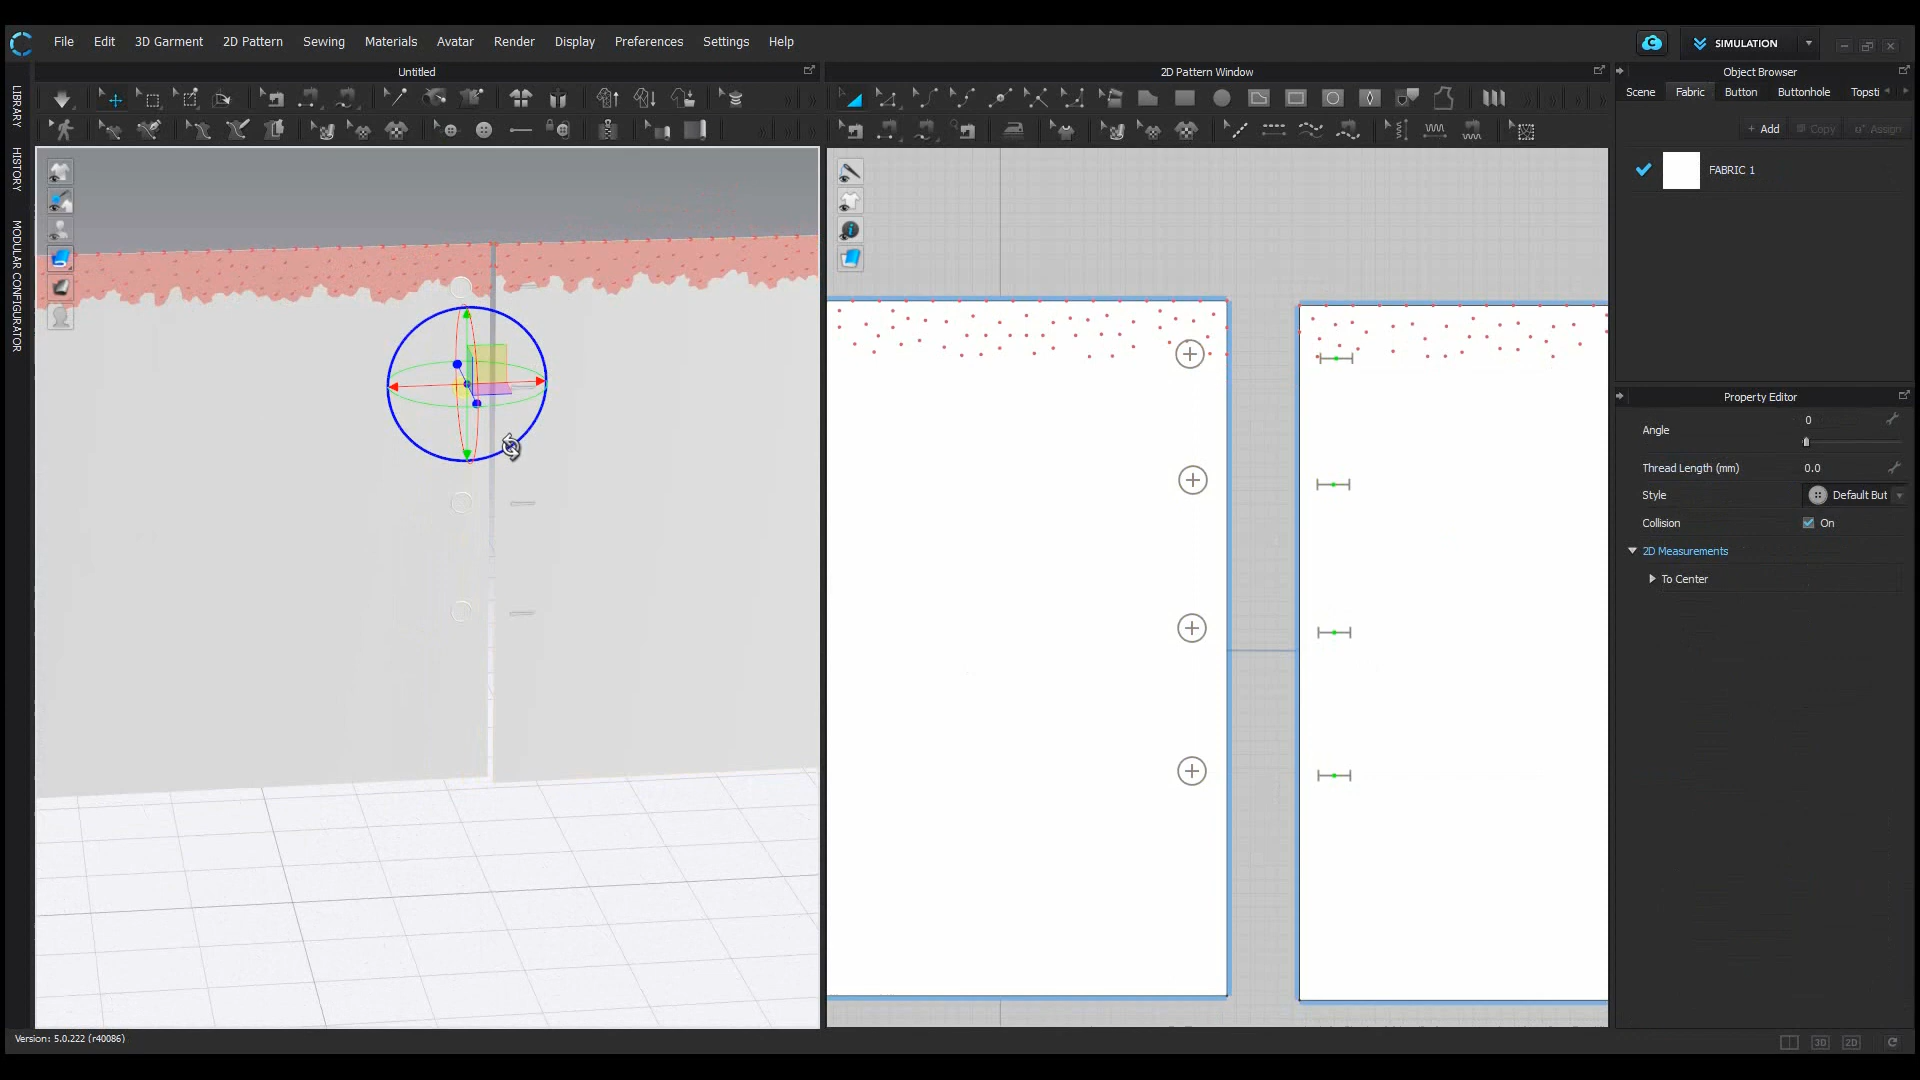 File Edit 3D Garment 2D Pattern Sewing Materials Avatar Render Display Preferences Settings Help
SIMULATION
Untitled
2D Pattern Window
Object Browser
LIBRARY
HISTORY
MODULAR CONFIGURATOR
Scene Fabric Button Buttonhole Topsti
+ Add Copy Assign
FABRIC 1
Property Editor
Angle 0
Thread Length (mm) 0.0
Style Default But
Collision On
2D Measurements
To Center
Version: 5.0.222 (r40086)
3D 2D